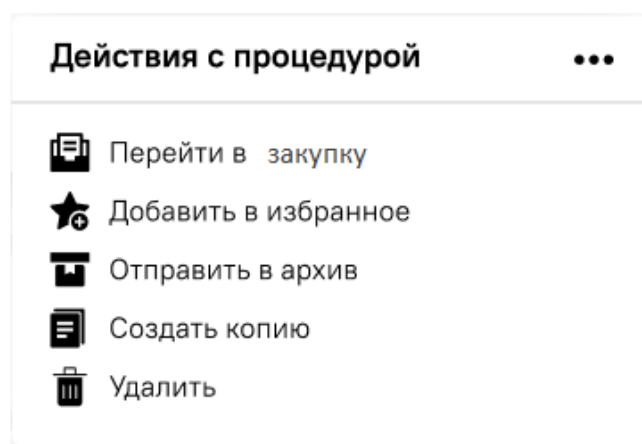 Действия с процедурой
Перейти в закупку
Добавить в избранное
Отправить в архив
Создать копию
Удалить